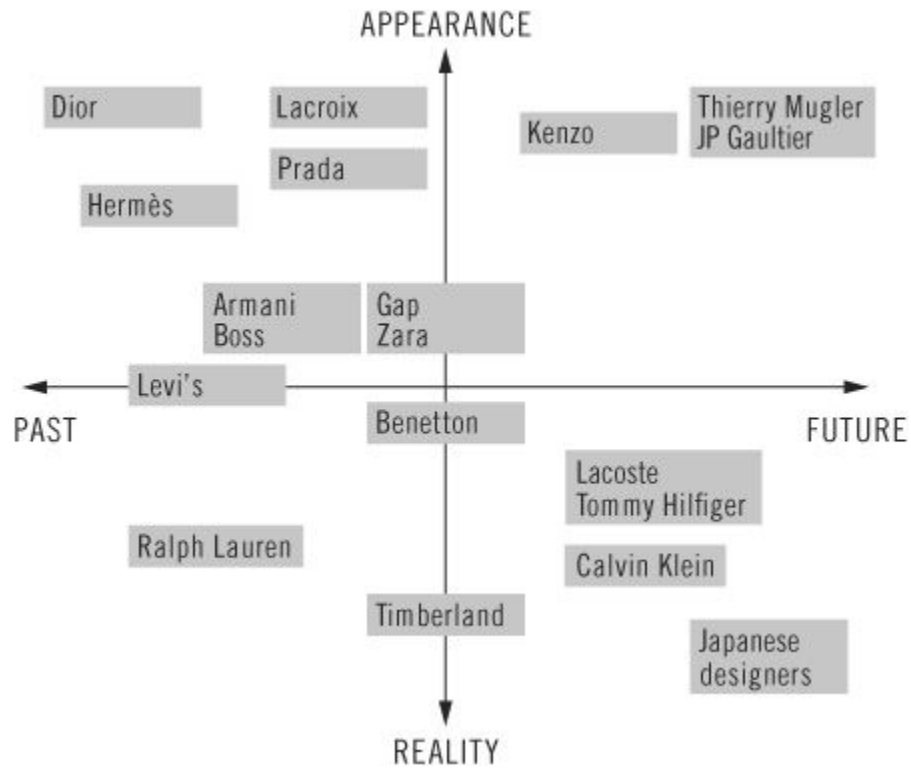 APPEARANCE
Dior
Lacroix
Kenzo
Thierry Mugler
JP Gaultier
Prada
Hermès
Armani
Boss
Gap
Zara
Levi's
PAST
FUTURE
Benetton
Lacoste
Tommy Hilfiger
Ralph Lauren
Calvin Klein
Timberland
Japanese
designers
REALITY